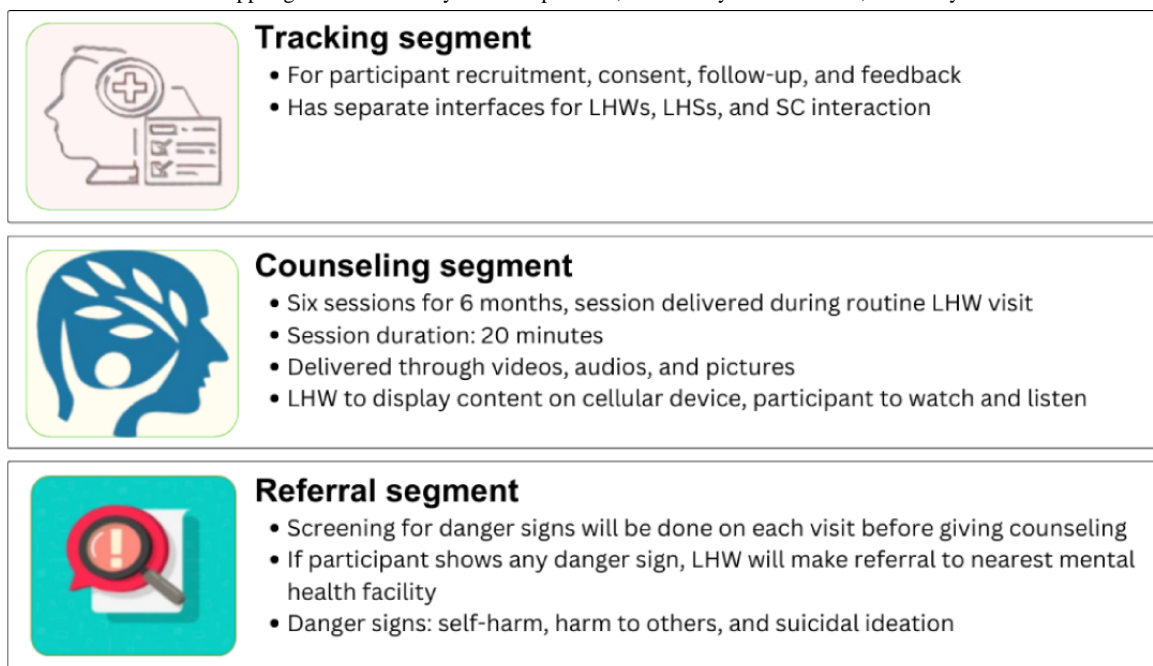 Tracking segment
• For participant recruitment, consent, follow-up, and feedback
• Has separate interfaces for LHWs, LHSs, and SC interaction
Counseling segment
• Six sessions for 6 months, session delivered during routine LHW visit
• Session duration: 20 minutes
• Delivered through videos, audios, and pictures
• LHW to display content on cellular device, participant to watch and listen
Referral segment
• Screening for danger signs will be done on each visit before giving counseling
• If participant shows any danger sign, LHW will make referral to nearest mental
health facility
• Danger signs: self-harm, harm to others, and suicidal ideation